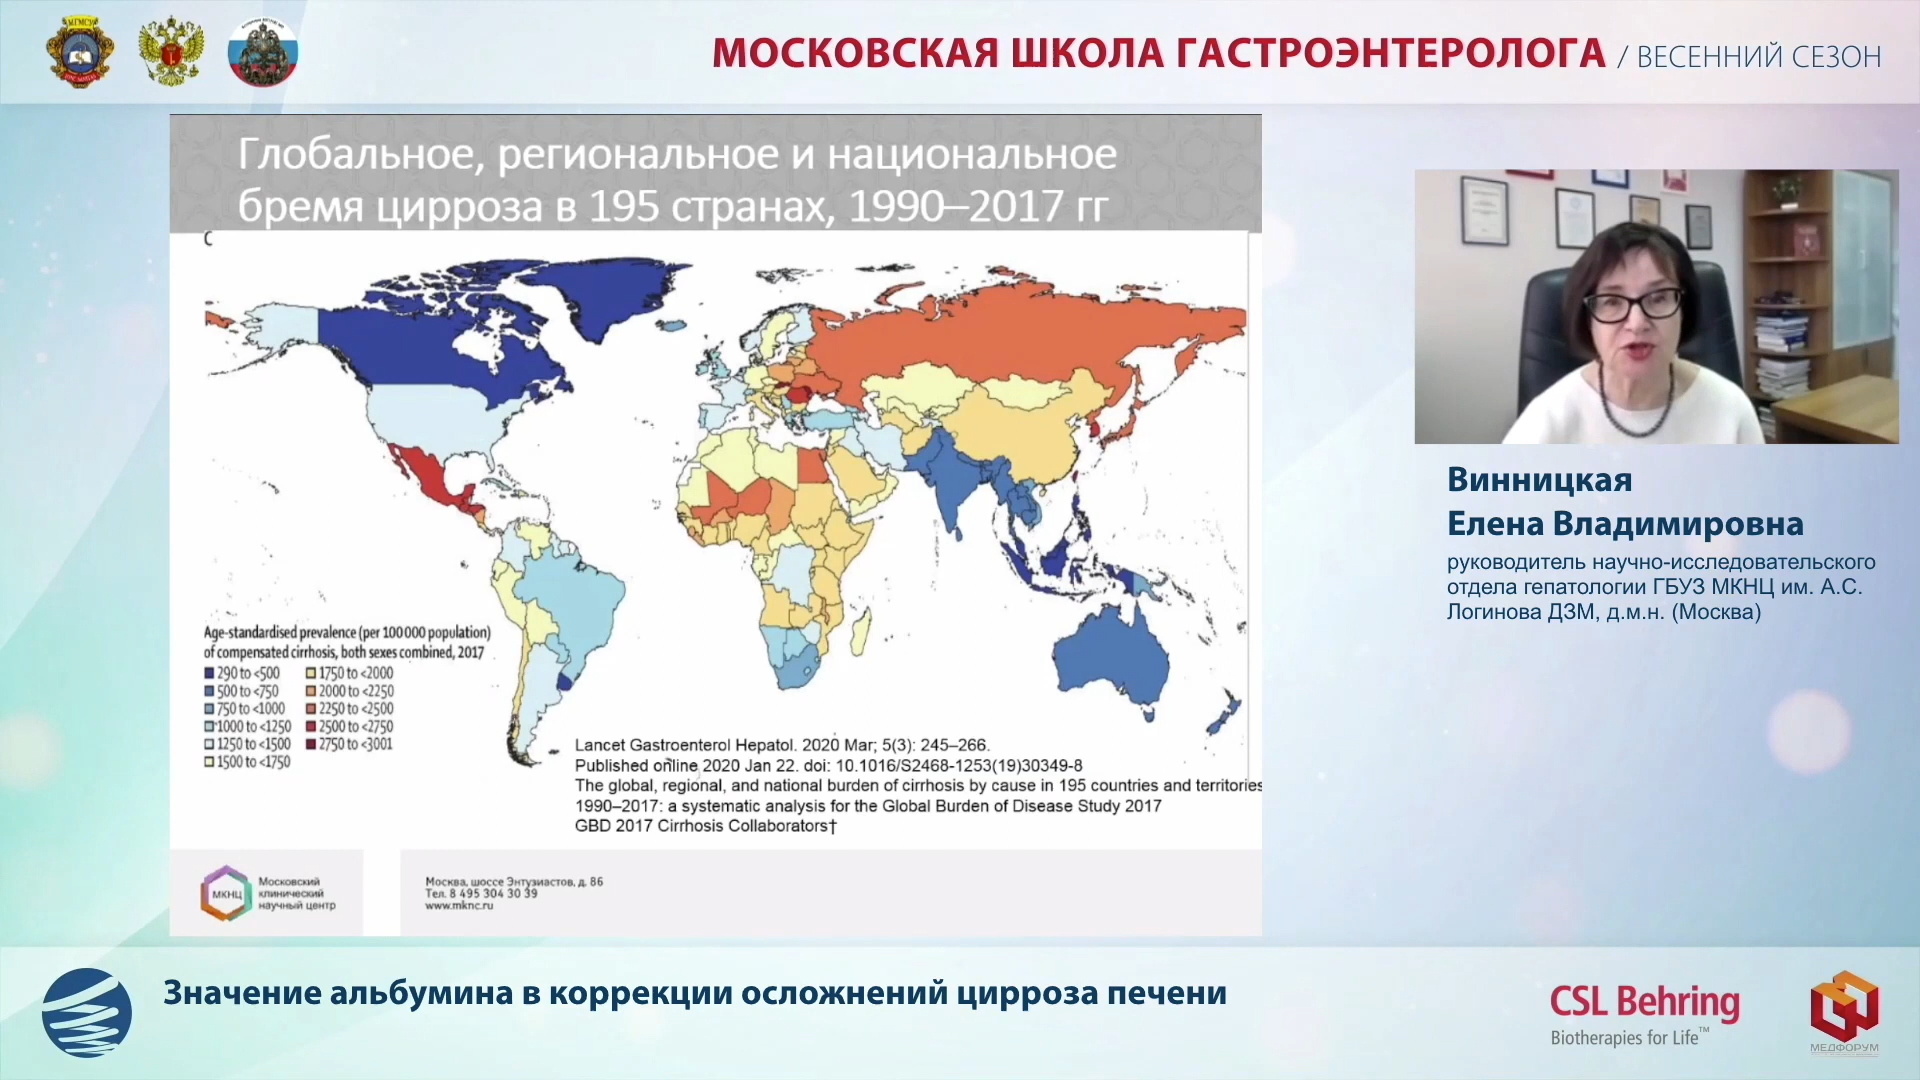 МОСКОВСКАЯ ШКОЛА ГАСТРОЭНТЕРОЛОГА / ВЕСЕННИЙ СЕЗОН
Глобальное, региональное и национальное
бремя цирроза в 195 странах, 1990–2017 гг
C
Age-standardised prevalence (per 100 000 population)
of compensated cirrhosis, both sexes combined, 2017
290 to <500
500 to <750
750 to <1000
1000 to <1250
1250 to <1500
1500 to <1750
1750 to <2000
2000 to <2250
2250 to <2500
2500 to <2750
2750 to <3001
Lancet Gastroenterol Hepatol. 2020 Mar; 5(3): 245–266.
Published online 2020 Jan 22. doi: 10.1016/S2468-1253(19)30349-8
The global, regional, and national burden of cirrhosis by cause in 195 countries and territories
1990–2017: a systematic analysis for the Global Burden of Disease Study 2017
GBD 2017 Cirrhosis Collaborators†
МКНЦ
Московский
клинический
научный центр
Москва, шоссе Энтузиастов, д. 86
Тел. 8 495 304 30 39
www.mknc.ru
Винницкая
Елена Владимировна
руководитель научно-исследовательского
отдела гепатологии ГБУЗ МКНЦ им. А.С.
Логинова ДЗМ, д.м.н. (Москва)
Значение альбумина в коррекции осложнений цирроза печени
CSL Behring
Biotherapies for Life™
МЕДФОРУМ